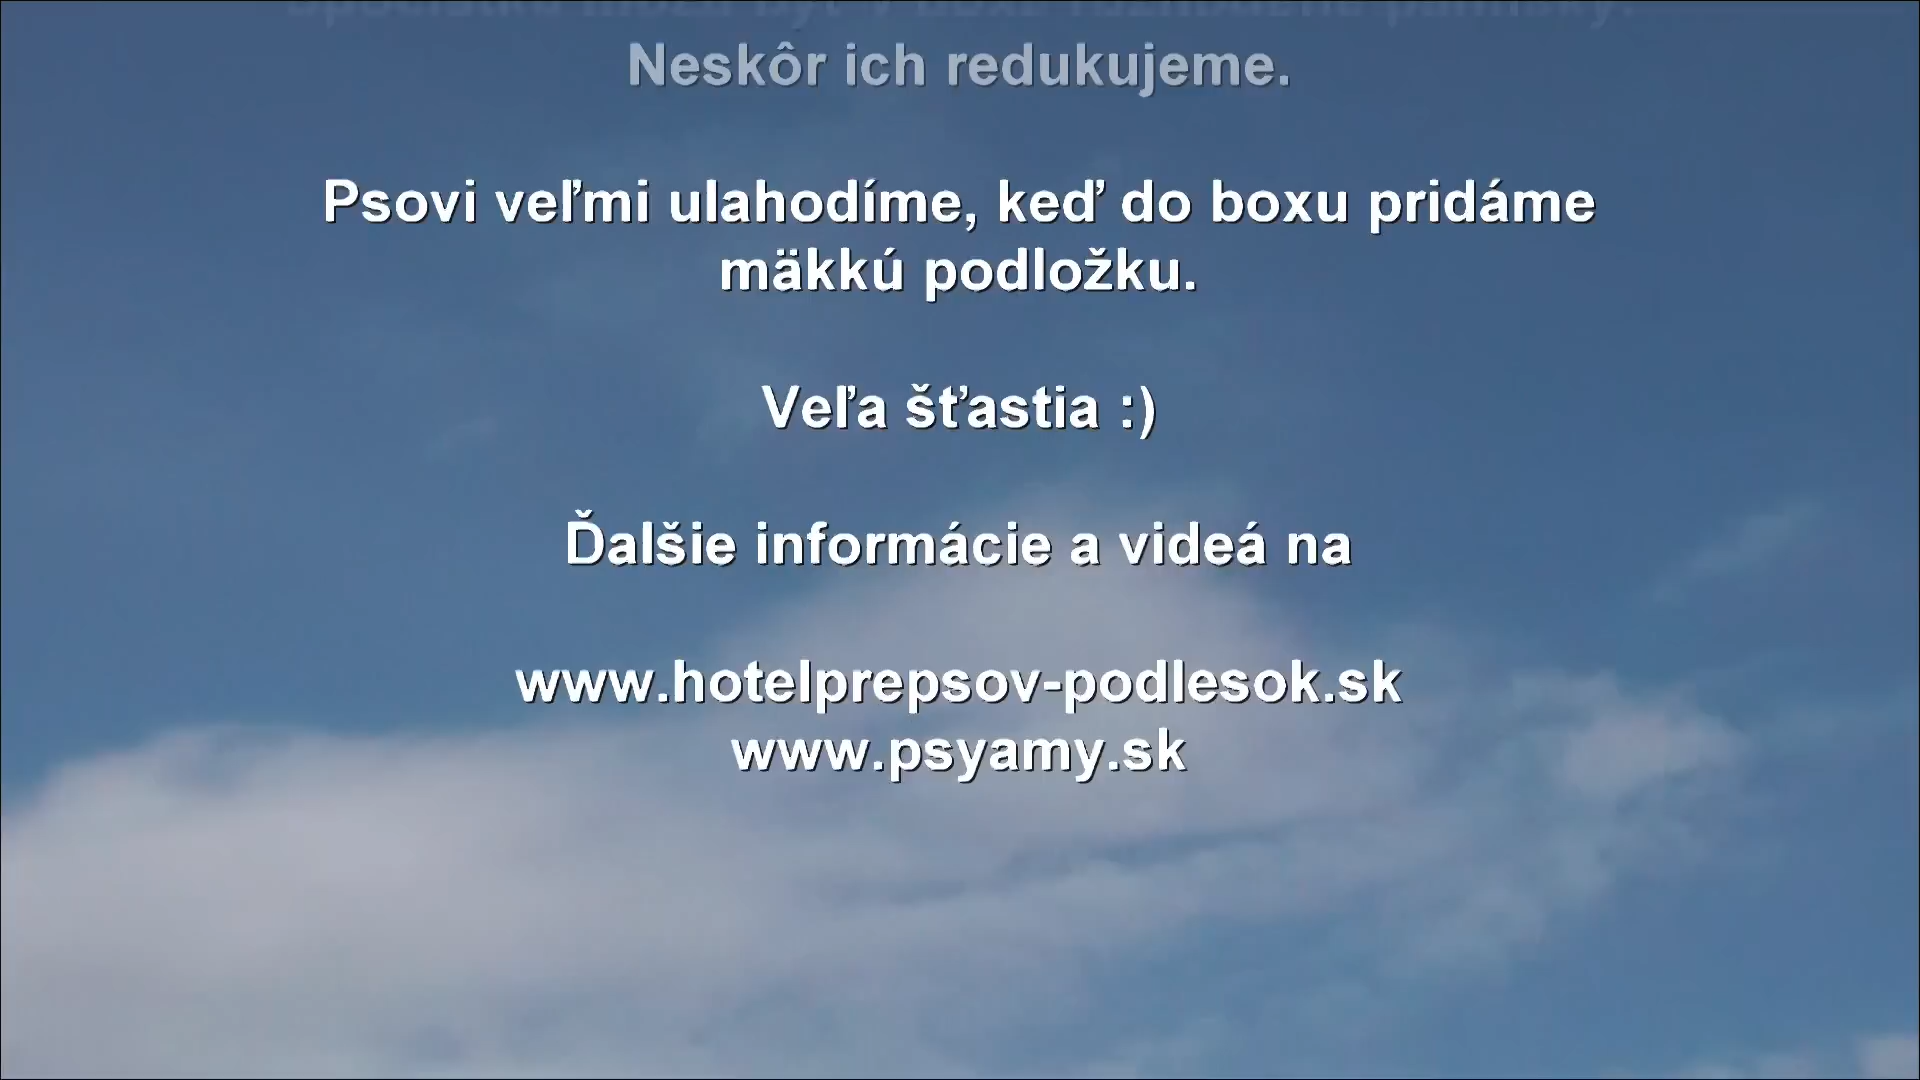 Neskôr ich redukujeme.
Psovi veľmi ulahodíme, keď do boxu pridáme
mäkkú podložku.
Veľa šťastia :)
Ďalšie informácie a videá na
www.hotelprepsov-podlesok.sk
www.psyamy.sk